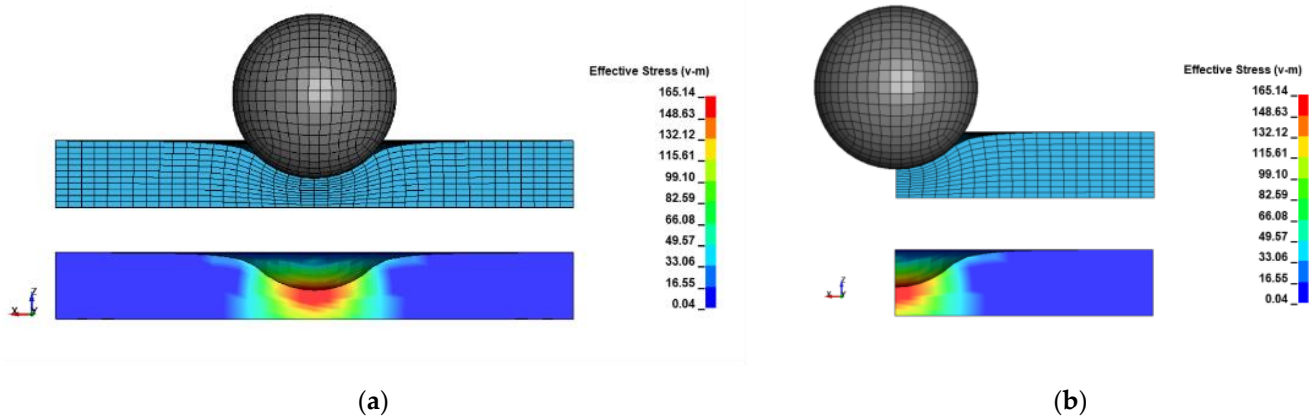 Effective Stress (v-m)
165.14
148.63
132.12
115.61
99.10
82.59
66.08
49.57
33.06
16.55
0.04
Z
X
Y
(a)
Effective Stress (v-m)
165.14
148.63
132.12
115.61
99.10
82.59
66.08
49.57
33.06
16.55
0.04
Z
X
Y
(b)